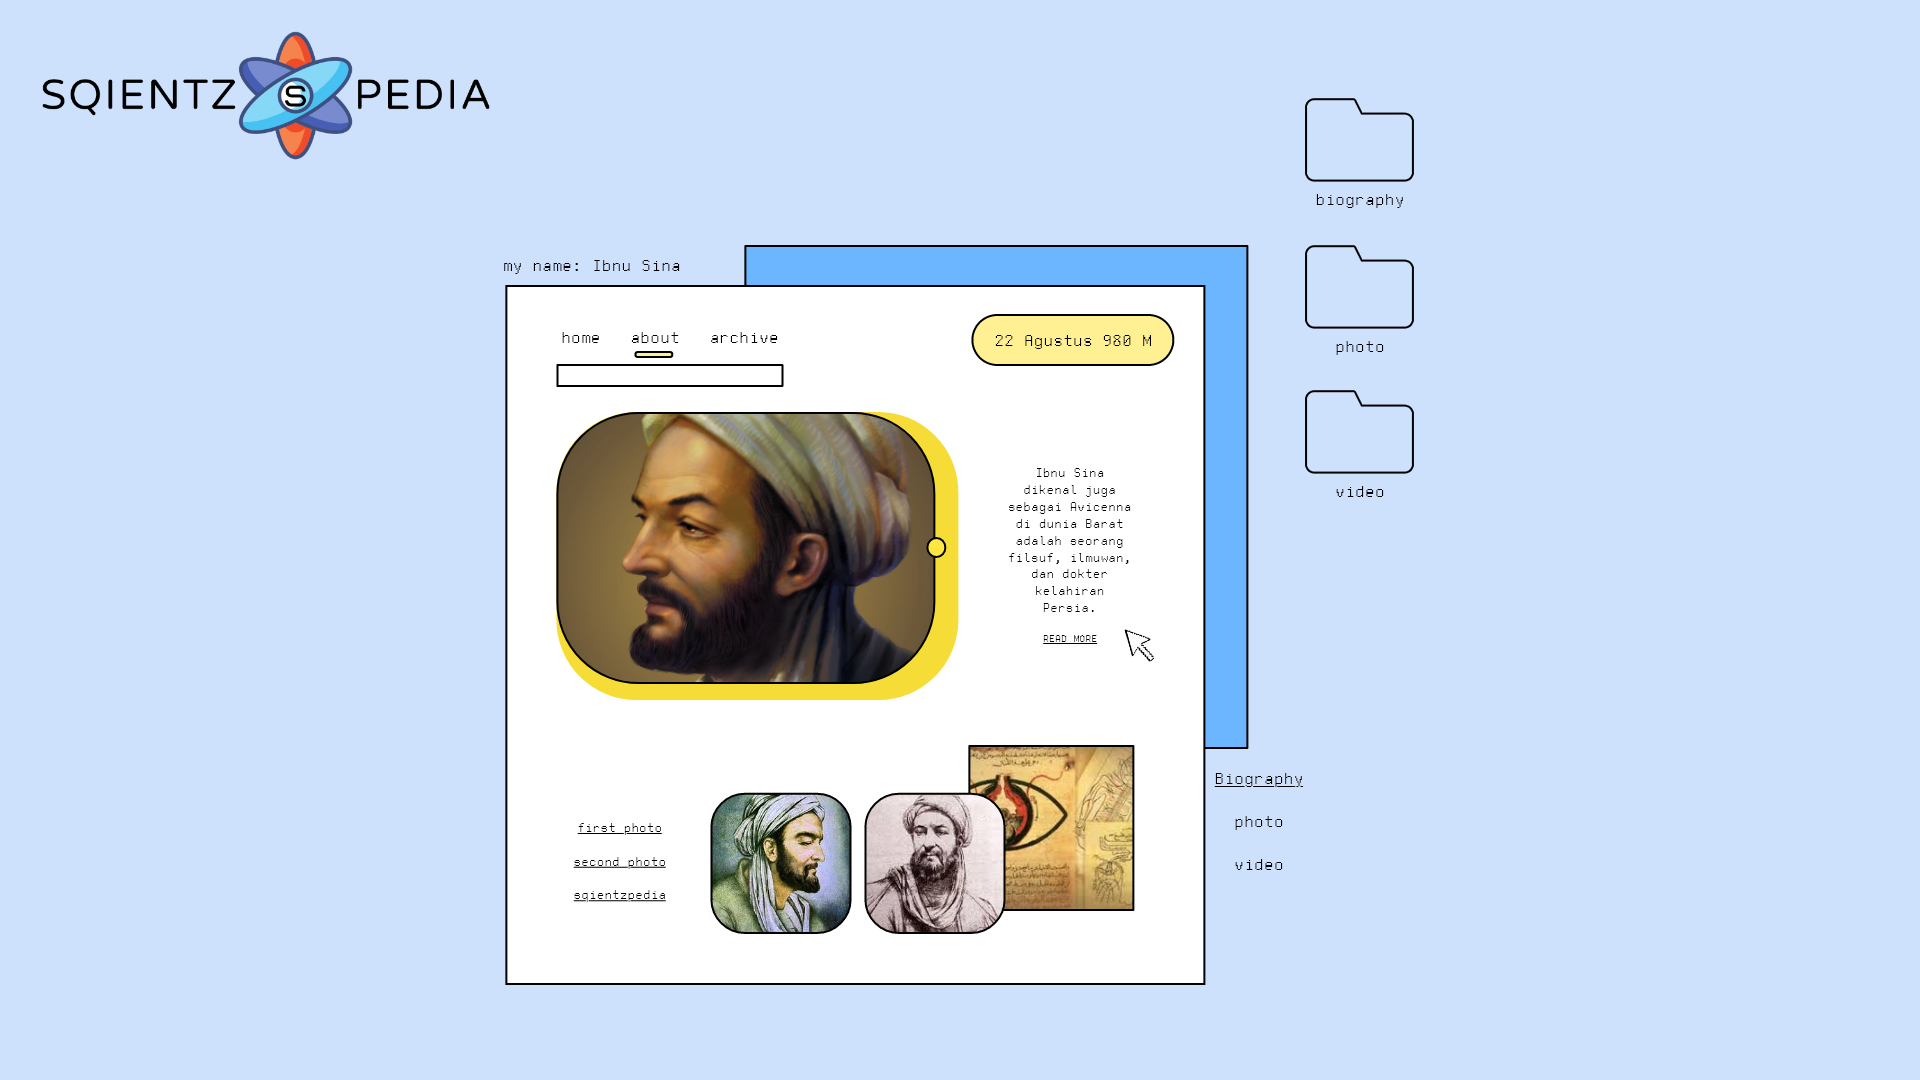 SQIENTZ S PEDIA
biography
photo
video
my name: Ibnu Sina
home about archive
22 Agustus 980 M
Ibnu Sina
dikenal juga
sebagai Avicenna
di dunia Barat
adalah seorang
filsuf, ilmuwan,
dan dokter
kelahiran
Persia.
READ MORE
first photo
second photo
sqientzpedia
Biography
photo
video